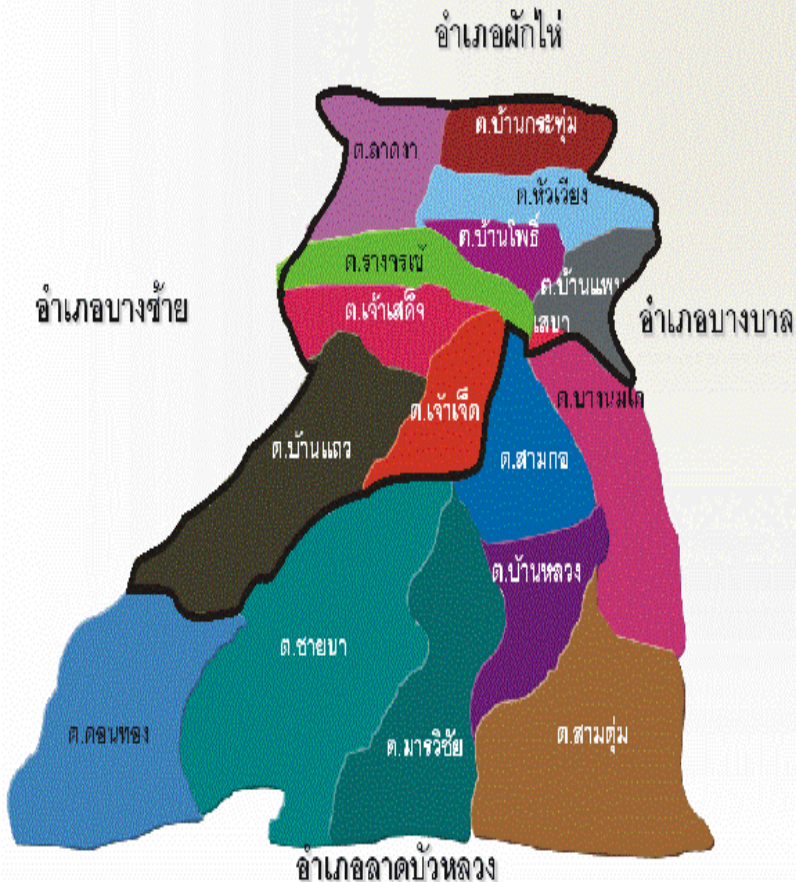 อำเภอผักไห่
ต.บ้านกระทุ่ม
ต.ลาดงา
ต.หัวเวียง
ต.บ้านโพธิ์
ต.รางจรเข้
ต.บ้านแพน
อำเภอบางซ้าย
ต.เจ้าเสด็จ
เสนา
อำเภอบางบาล
ต.บางนมโค
ต.เจ้าเจ็ด
ต.บ้านแถว
ต.สามกอ
ต.บ้านหลวง
ต.ชายนา
ต.ดอนทอง
ต.มารวิชัย
ต.สามตุ่ม
อำเภอลาดบัวหลวง